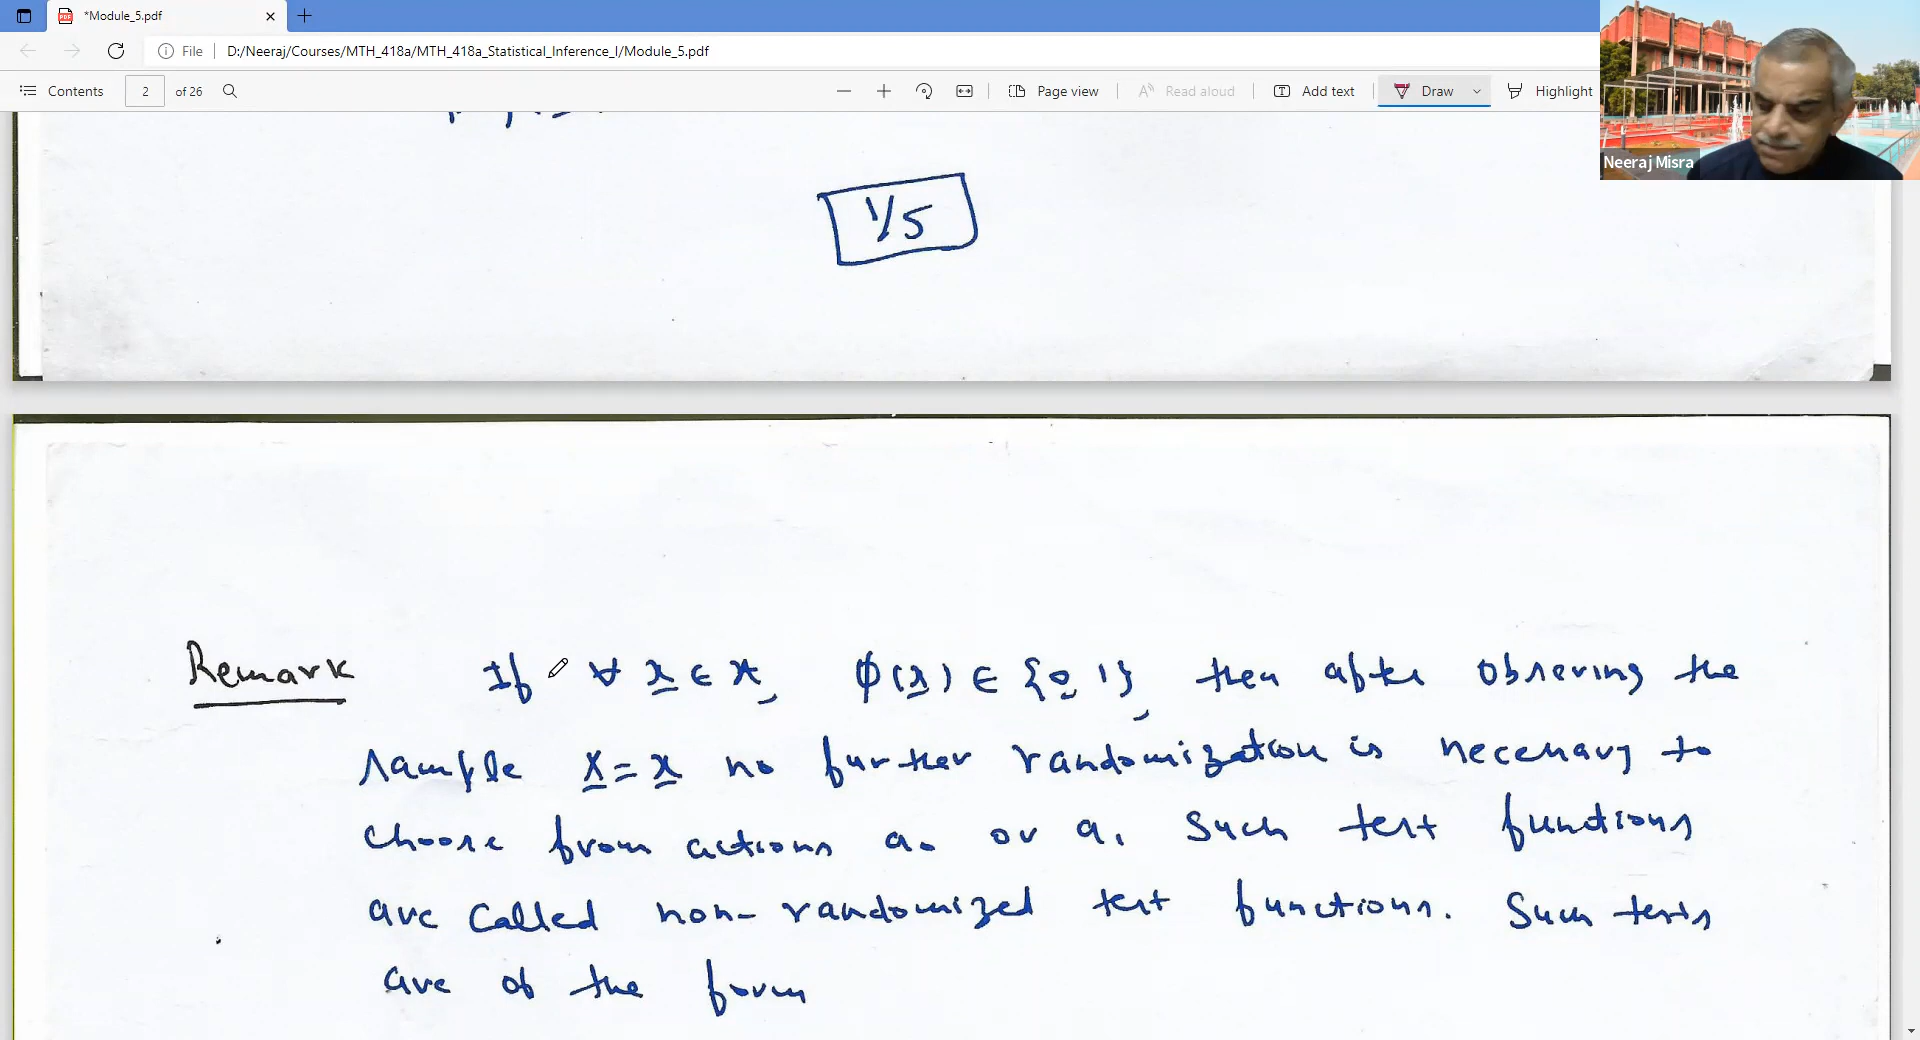 *Module_5.pdf
File D:/Neeraj/Courses/MTH_418a/MTH_418a_Statistical_Inference_I/Module_5.pdf
Contents 2 of 26 Page view Read aloud Add text Draw Highlight
Neeraj Misra
1/5
Remark If ∀ x̲ ∈ 𝒳, ϕ(x̲) ∈ {0, 1}, then after observing the
sample X̲ = x̲ no further randomization is necessary to
choose from actions a₀ or a₁. Such test functions
are called non-randomized test functions. Such tests
are of the form